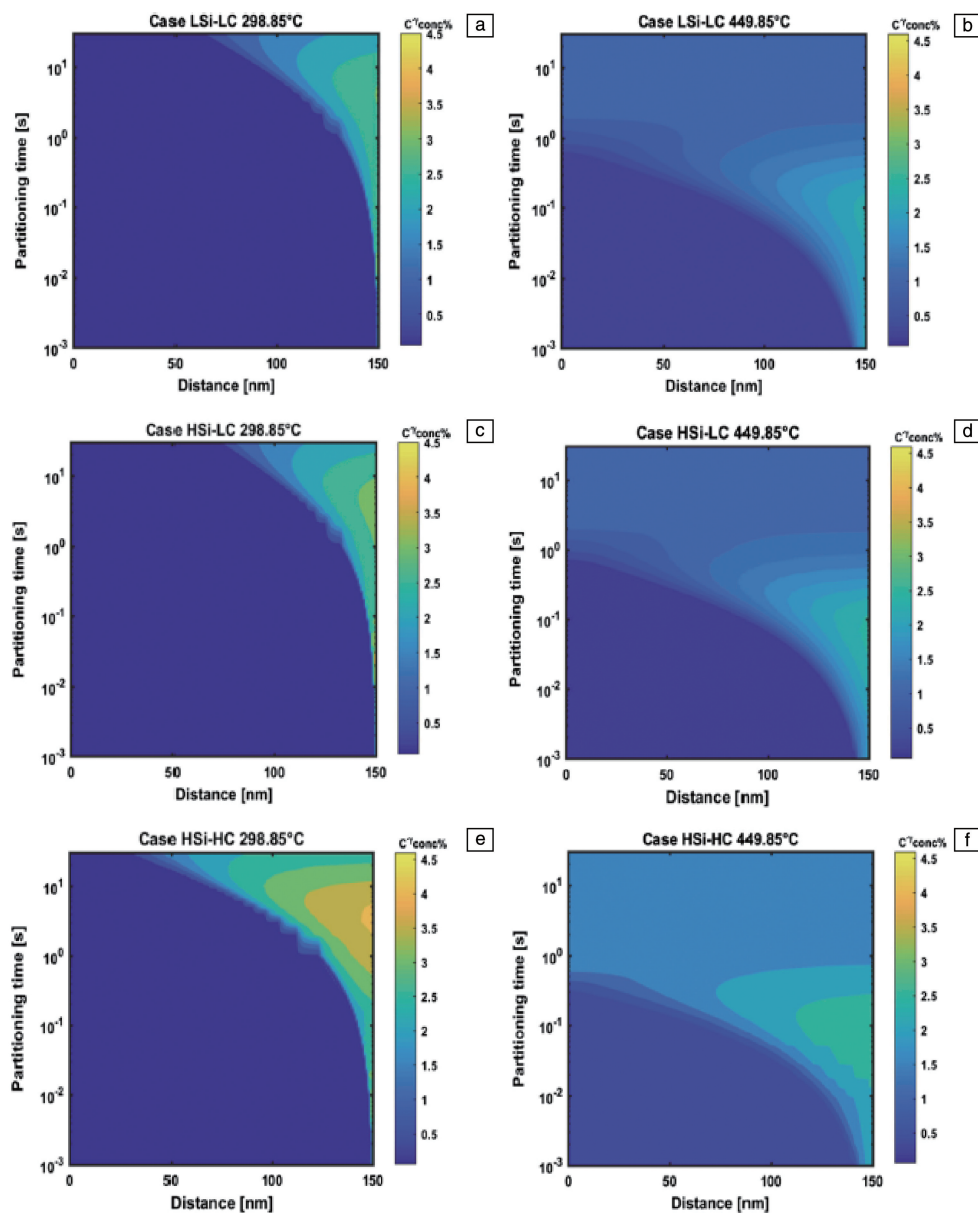 Case LSi-LC 298.85°C
C^γconc%
a
Partitioning time [s]
10^1
10^0
10^-1
10^-2
10^-3
0 50 100 150
Distance [nm]
4.5
4
3.5
3
2.5
2
1.5
1
0.5
Case LSi-LC 449.85°C
C^γconc%
b
Partitioning time [s]
10^1
10^0
10^-1
10^-2
10^-3
0 50 100 150
Distance [nm]
4.5
4
3.5
3
2.5
2
1.5
1
0.5
Case HSi-LC 298.85°C
C^γconc%
c
Partitioning time [s]
10^1
10^0
10^-1
10^-2
10^-3
0 50 100 150
Distance [nm]
4.5
4
3.5
3
2.5
2
1.5
1
0.5
Case HSi-LC 449.85°C
C^γconc%
d
Partitioning time [s]
10^1
10^0
10^-1
10^-2
10^-3
0 50 100 150
Distance [nm]
4.5
4
3.5
3
2.5
2
1.5
1
0.5
Case HSi-HC 298.85°C
C^γconc%
e
Partitioning time [s]
10^1
10^0
10^-1
10^-2
10^-3
0 50 100 150
Distance [nm]
4.5
4
3.5
3
2.5
2
1.5
1
0.5
Case HSi-HC 449.85°C
C^γconc%
f
Partitioning time [s]
10^1
10^0
10^-1
10^-2
10^-3
0 50 100 150
Distance [nm]
4.5
4
3.5
3
2.5
2
1.5
1
0.5